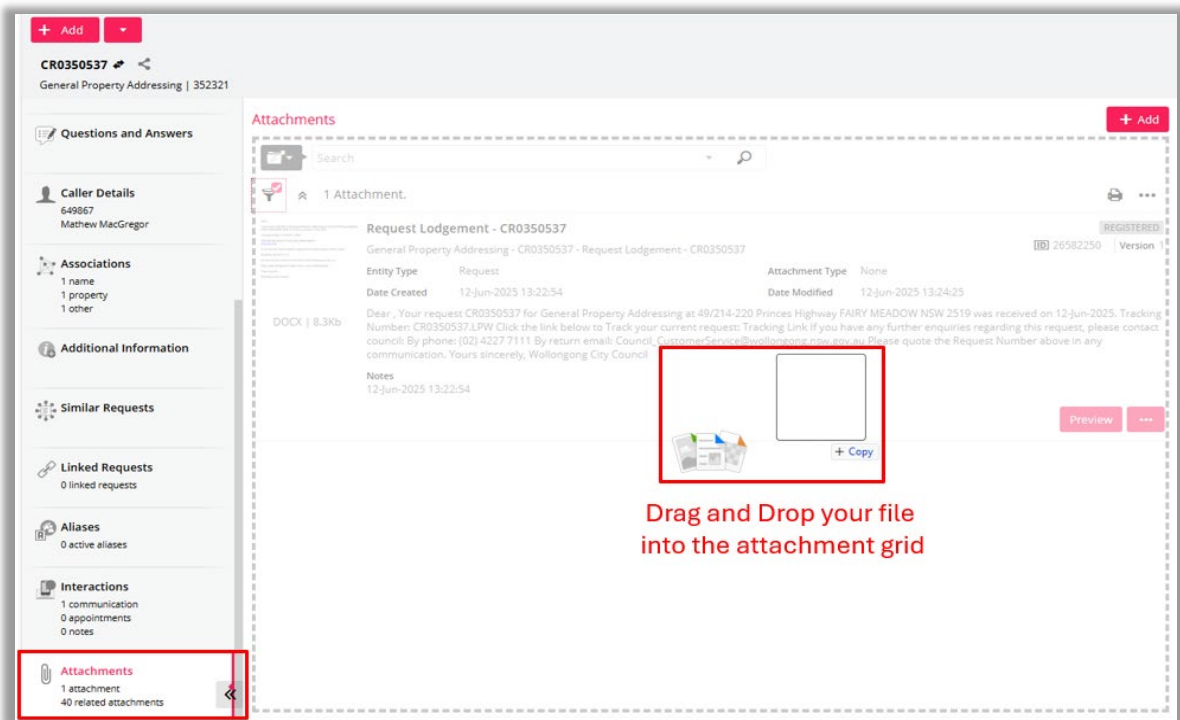 + Add
CR0350537
General Property Addressing | 352321
Questions and Answers
Caller Details
649867
Mathew MacGregor
Associations
1 name
1 property
1 other
Additional Information
Similar Requests
Linked Requests
0 linked requests
Aliases
0 active aliases
Interactions
1 communication
0 appointments
0 notes
Attachments
1 attachment
40 related attachments
Attachments
+ Add
Search
1 Attachment.
Request Lodgement - CR0350537
REGISTERED
General Property Addressing - CR0350537 - Request Lodgement - CR0350537
ID 26582250 Version 1
Entity Type Request Attachment Type None
Date Created 12-Jun-2025 13:22:54 Date Modified 12-Jun-2025 13:24:25
DOCX | 8.3Kb
Dear , Your request CR0350537 for General Property Addressing at 49/214-220 Princes Highway FAIRY MEADOW NSW 2519 was received on 12-Jun-2025. Tracking
Number: CR0350537.LPW Click the link below to Track your current request: Tracking Link If you have any further enquiries regarding this request, please contact
council: By phone: (02) 4227 7111 By return email: Council_CustomerService@wollongong.nsw.gov.au Please quote the Request Number above in any
communication. Yours sincerely, Wollongong City Council
Notes
12-Jun-2025 13:22:54
Preview
+ Copy
Drag and Drop your file
into the attachment grid